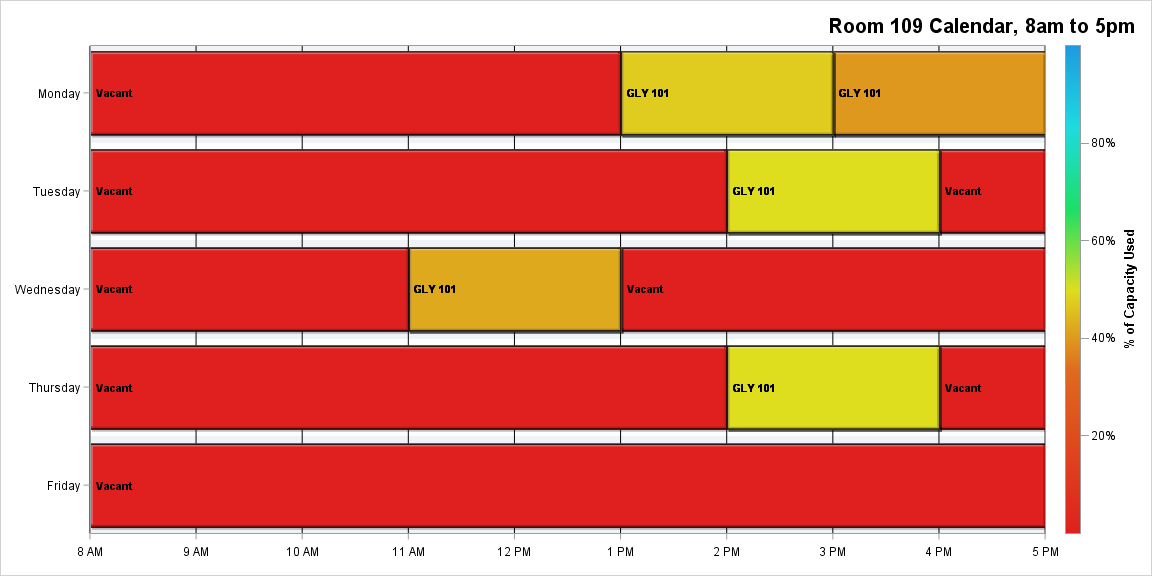 Room 109 Calendar, 8am to 5pm
Monday
Vacant
GLY 101
GLY 101
Tuesday
Vacant
GLY 101
Vacant
Wednesday
Vacant
GLY 101
Vacant
Thursday
Vacant
GLY 101
Vacant
Friday
Vacant
8 AM
9 AM
10 AM
11 AM
12 PM
1 PM
2 PM
3 PM
4 PM
5 PM
80%
60%
40%
20%
% of Capacity Used